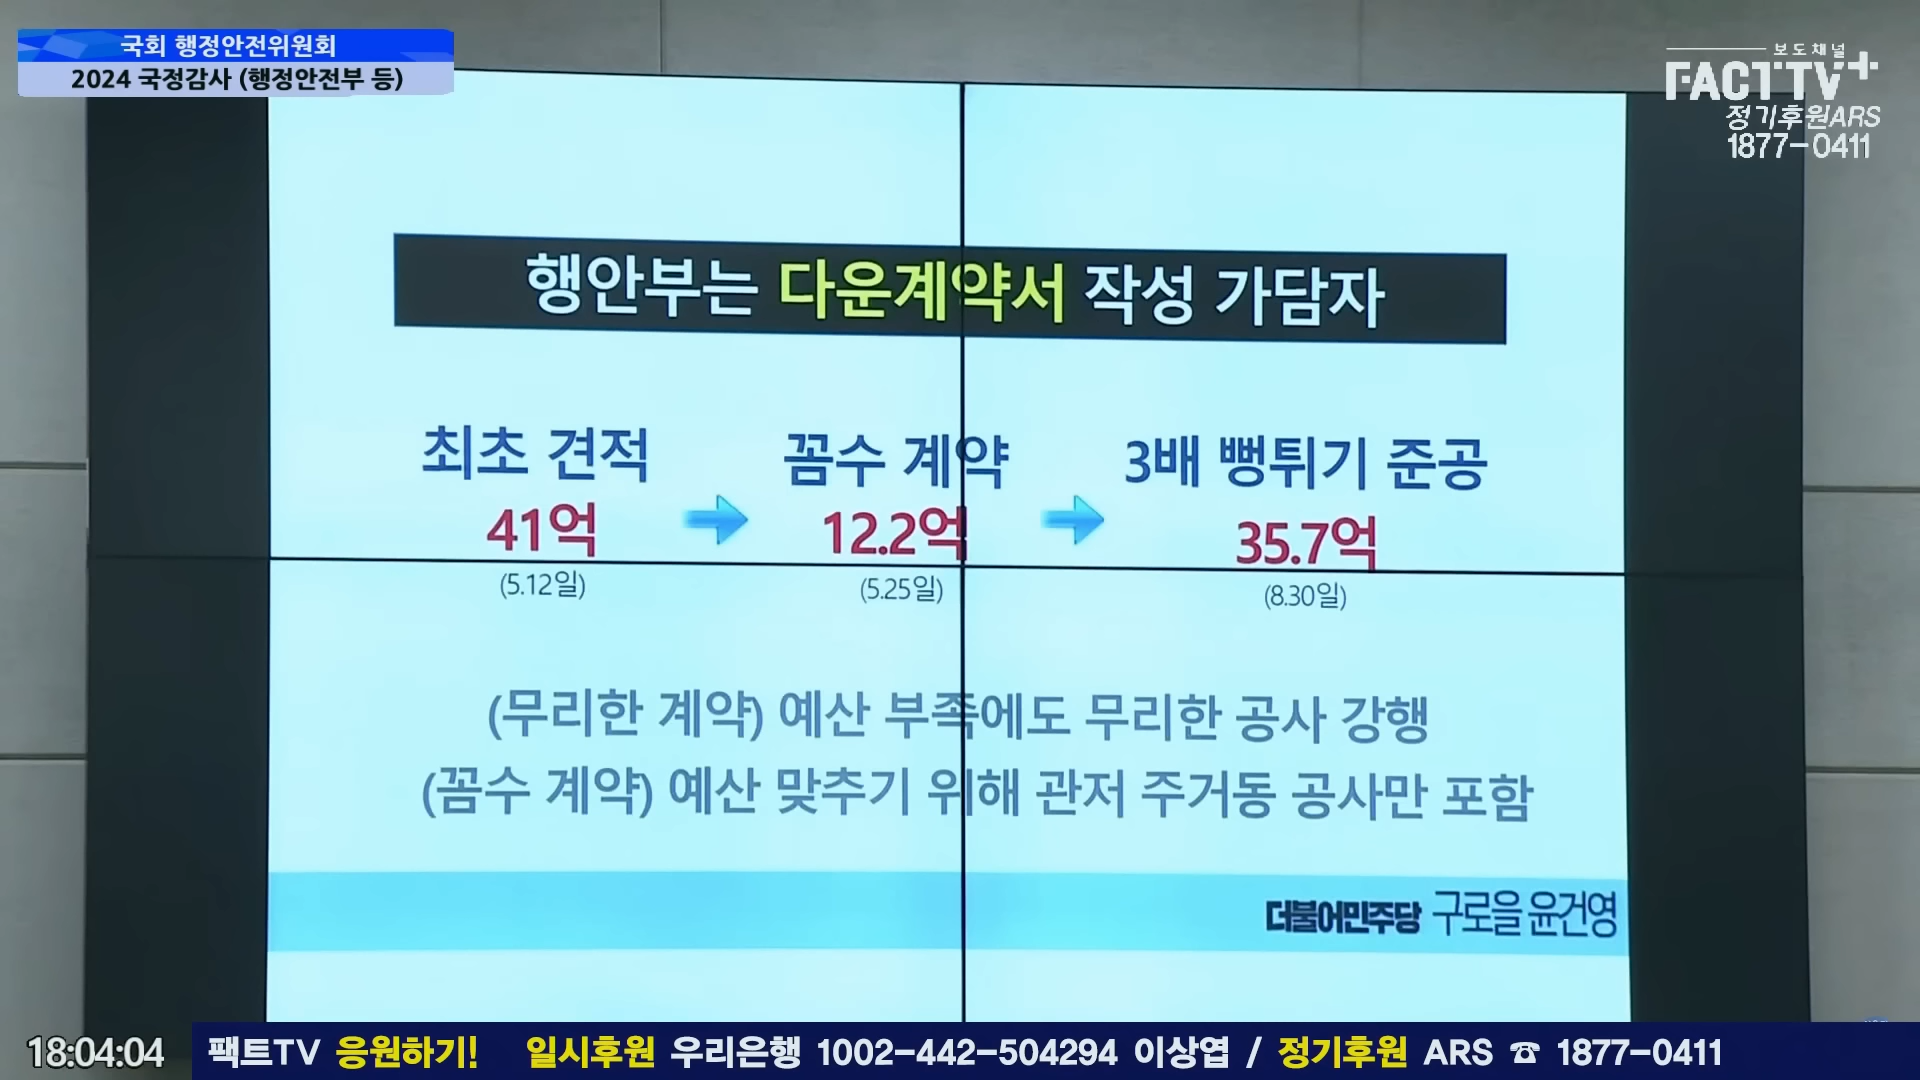 국회 행정안전위원회
2024 국정감사 (행정안전부 등)
보도채널
FACTTV+
정기후원ARS
1877-0411
행안부는 다운계약서 작성 가담자
최초 견적
41억
(5.12일)
꼼수 계약
12.2억
(5.25일)
3배 뻥튀기 준공
35.7억
(8.30일)
(무리한 계약) 예산 부족에도 무리한 공사 강행
(꼼수 계약) 예산 맞추기 위해 관저 주거동 공사만 포함
더불어민주당 구로을 윤건영
18:04:04
팩트TV 응원하기! 일시후원 우리은행 1002-442-504294 이상엽 / 정기후원 ARS ☎ 1877-0411